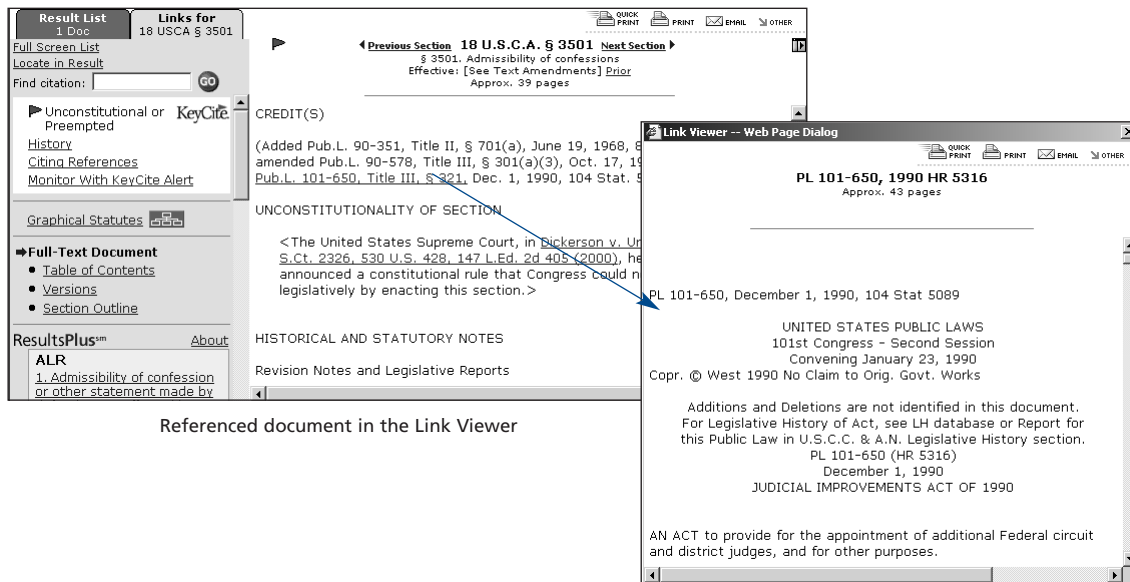 Result List
1 Doc
Links for
18 USCA § 3501
Full Screen List
Locate in Result
Find citation:
GO
Unconstitutional or
Preempted
KeyCite.
History
Citing References
Monitor With KeyCite Alert
Graphical Statutes
Full-Text Document
• Table of Contents
• Versions
• Section Outline
ResultsPlus℠ About
ALR
1. Admissibility of confession
or other statement made by
QUICK PRINT PRINT EMAIL OTHER
Previous Section 18 U.S.C.A. § 3501 Next Section
§ 3501. Admissibility of confessions
Effective: [See Text Amendments] Prior
Approx. 39 pages
CREDIT(S)
(Added Pub.L. 90-351, Title II, § 701(a), June 19, 1968, 8
amended Pub.L. 90-578, Title III, § 301(a)(3), Oct. 17, 19
Pub.L. 101-650, Title III, § 321, Dec. 1, 1990, 104 Stat. 5
UNCONSTITUTIONALITY OF SECTION
<The United States Supreme Court, in Dickerson v. Un
S.Ct. 2326, 530 U.S. 428, 147 L.Ed. 2d 405 (2000), he
announced a constitutional rule that Congress could n
legislatively by enacting this section.>
HISTORICAL AND STATUTORY NOTES
Revision Notes and Legislative Reports
Referenced document in the Link Viewer
Link Viewer -- Web Page Dialog
QUICK PRINT PRINT EMAIL OTHER
PL 101-650, 1990 HR 5316
Approx. 43 pages
PL 101-650, December 1, 1990, 104 Stat 5089
UNITED STATES PUBLIC LAWS
101st Congress - Second Session
Convening January 23, 1990
Copr. © West 1990 No Claim to Orig. Govt. Works
Additions and Deletions are not identified in this document.
For Legislative History of Act, see LH database or Report for
this Public Law in U.S.C.C. & A.N. Legislative History section.
PL 101-650 (HR 5316)
December 1, 1990
JUDICIAL IMPROVEMENTS ACT OF 1990
AN ACT to provide for the appointment of additional Federal circuit
and district judges, and for other purposes.